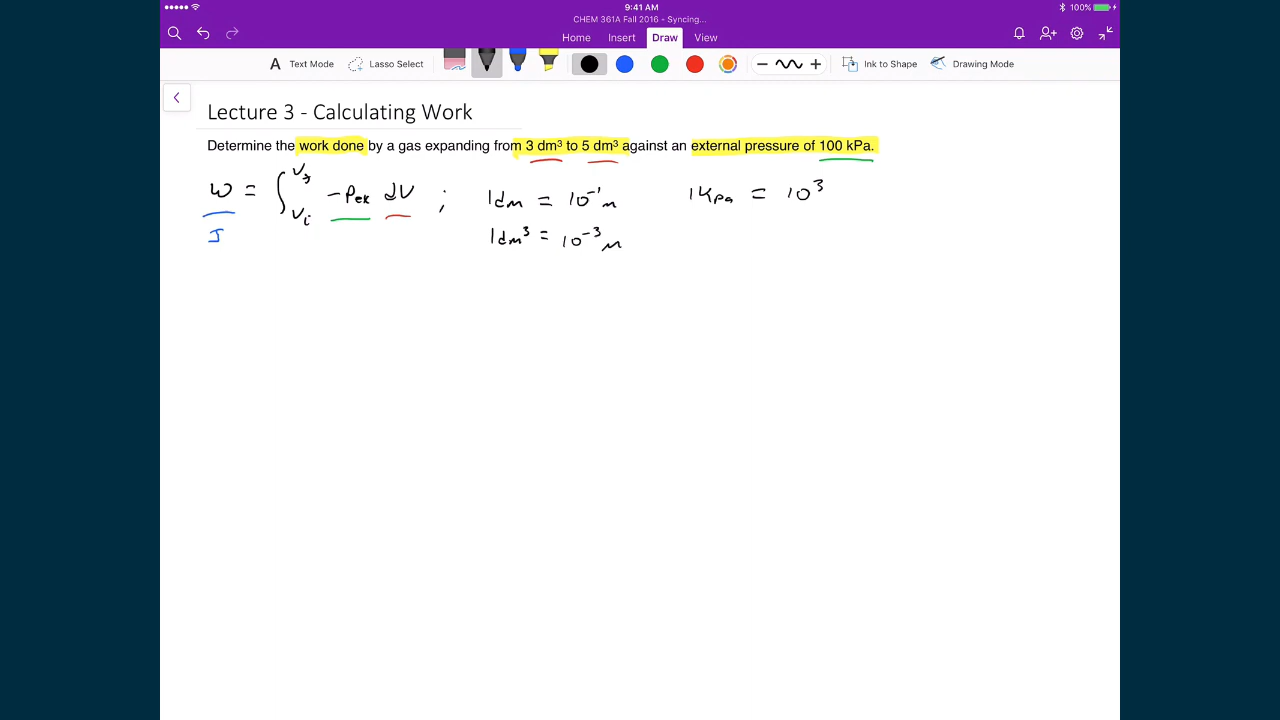 9:41 AM
100%
CHEM 361A Fall 2016 - Syncing...
Home Insert Draw View
A Text Mode Lasso Select Ink to Shape Drawing Mode
Lecture 3 - Calculating Work
Determine the work done by a gas expanding from 3 dm³ to 5 dm³ against an external pressure of 100 kPa.
w = ∫ Vf Vi -Pex dV ; 1dm = 10⁻¹m 1kPa = 10³
J 1dm³ = 10⁻³m